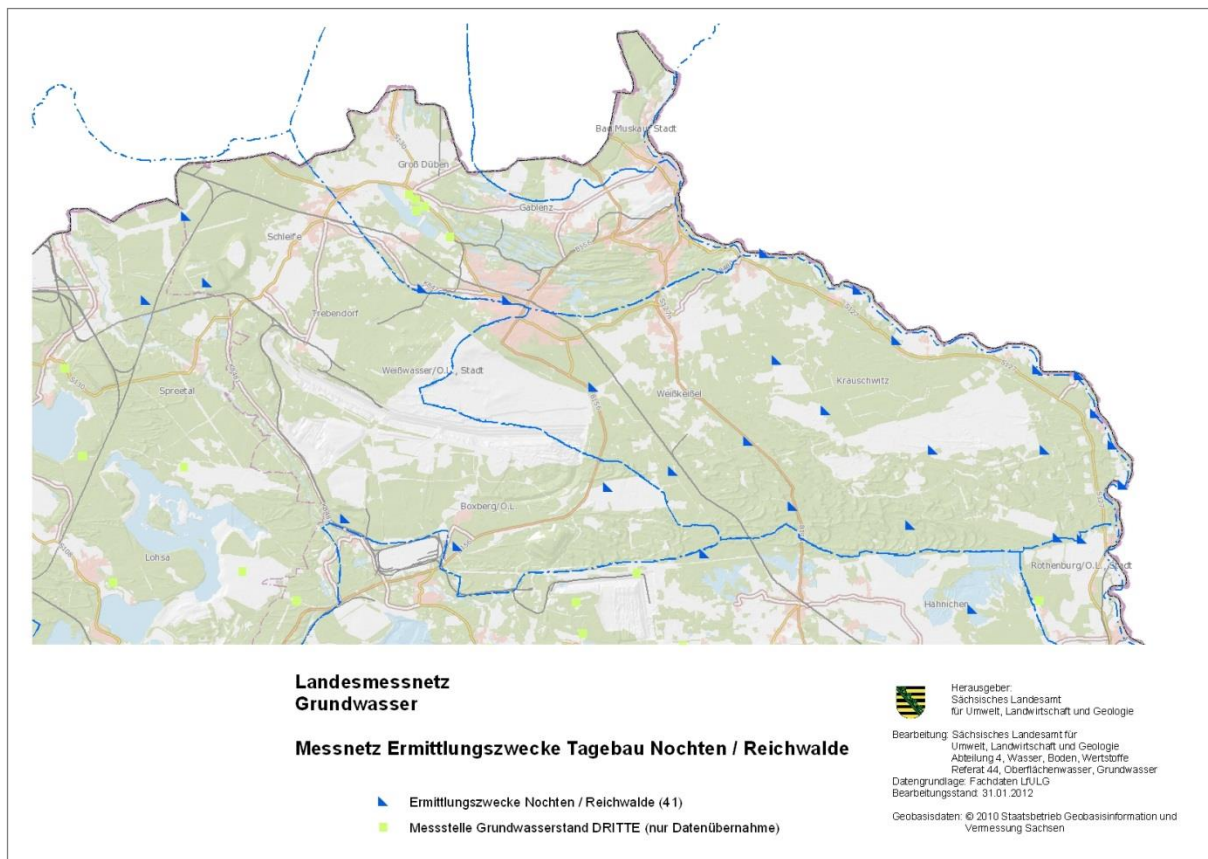 Bad Muskau, Stadt
S130
Groß Düben
Gablenz
Schleife
Trebendorf
Weißwasser/O.L., Stadt
Spreetal
Weißkeißel
Krauschwitz
S127
Boxberg/O.L.
Lohsa
Rothenburg/O.L., Stadt
Hähnichen
Landesmessnetz
Grundwasser
Messnetz Ermittlungszwecke Tagebau Nochten / Reichwalde
Ermittlungszwecke Nochten / Reichwalde (41)
Messstelle Grundwasserstand DRITTE (nur Datenübernahme)
Herausgeber:
Sächsisches Landesamt
für Umwelt, Landwirtschaft und Geologie
Bearbeitung: Sächsisches Landesamt für
Umwelt, Landwirtschaft und Geologie
Abteilung 4, Wasser, Boden, Wertstoffe
Referat 44, Oberflächenwasser, Grundwasser
Datengrundlage: Fachdaten LfULG
Bearbeitungsstand: 31.01.2012
Geobasisdaten: © 2010 Staatsbetrieb Geobasisinformation und
Vermessung Sachsen